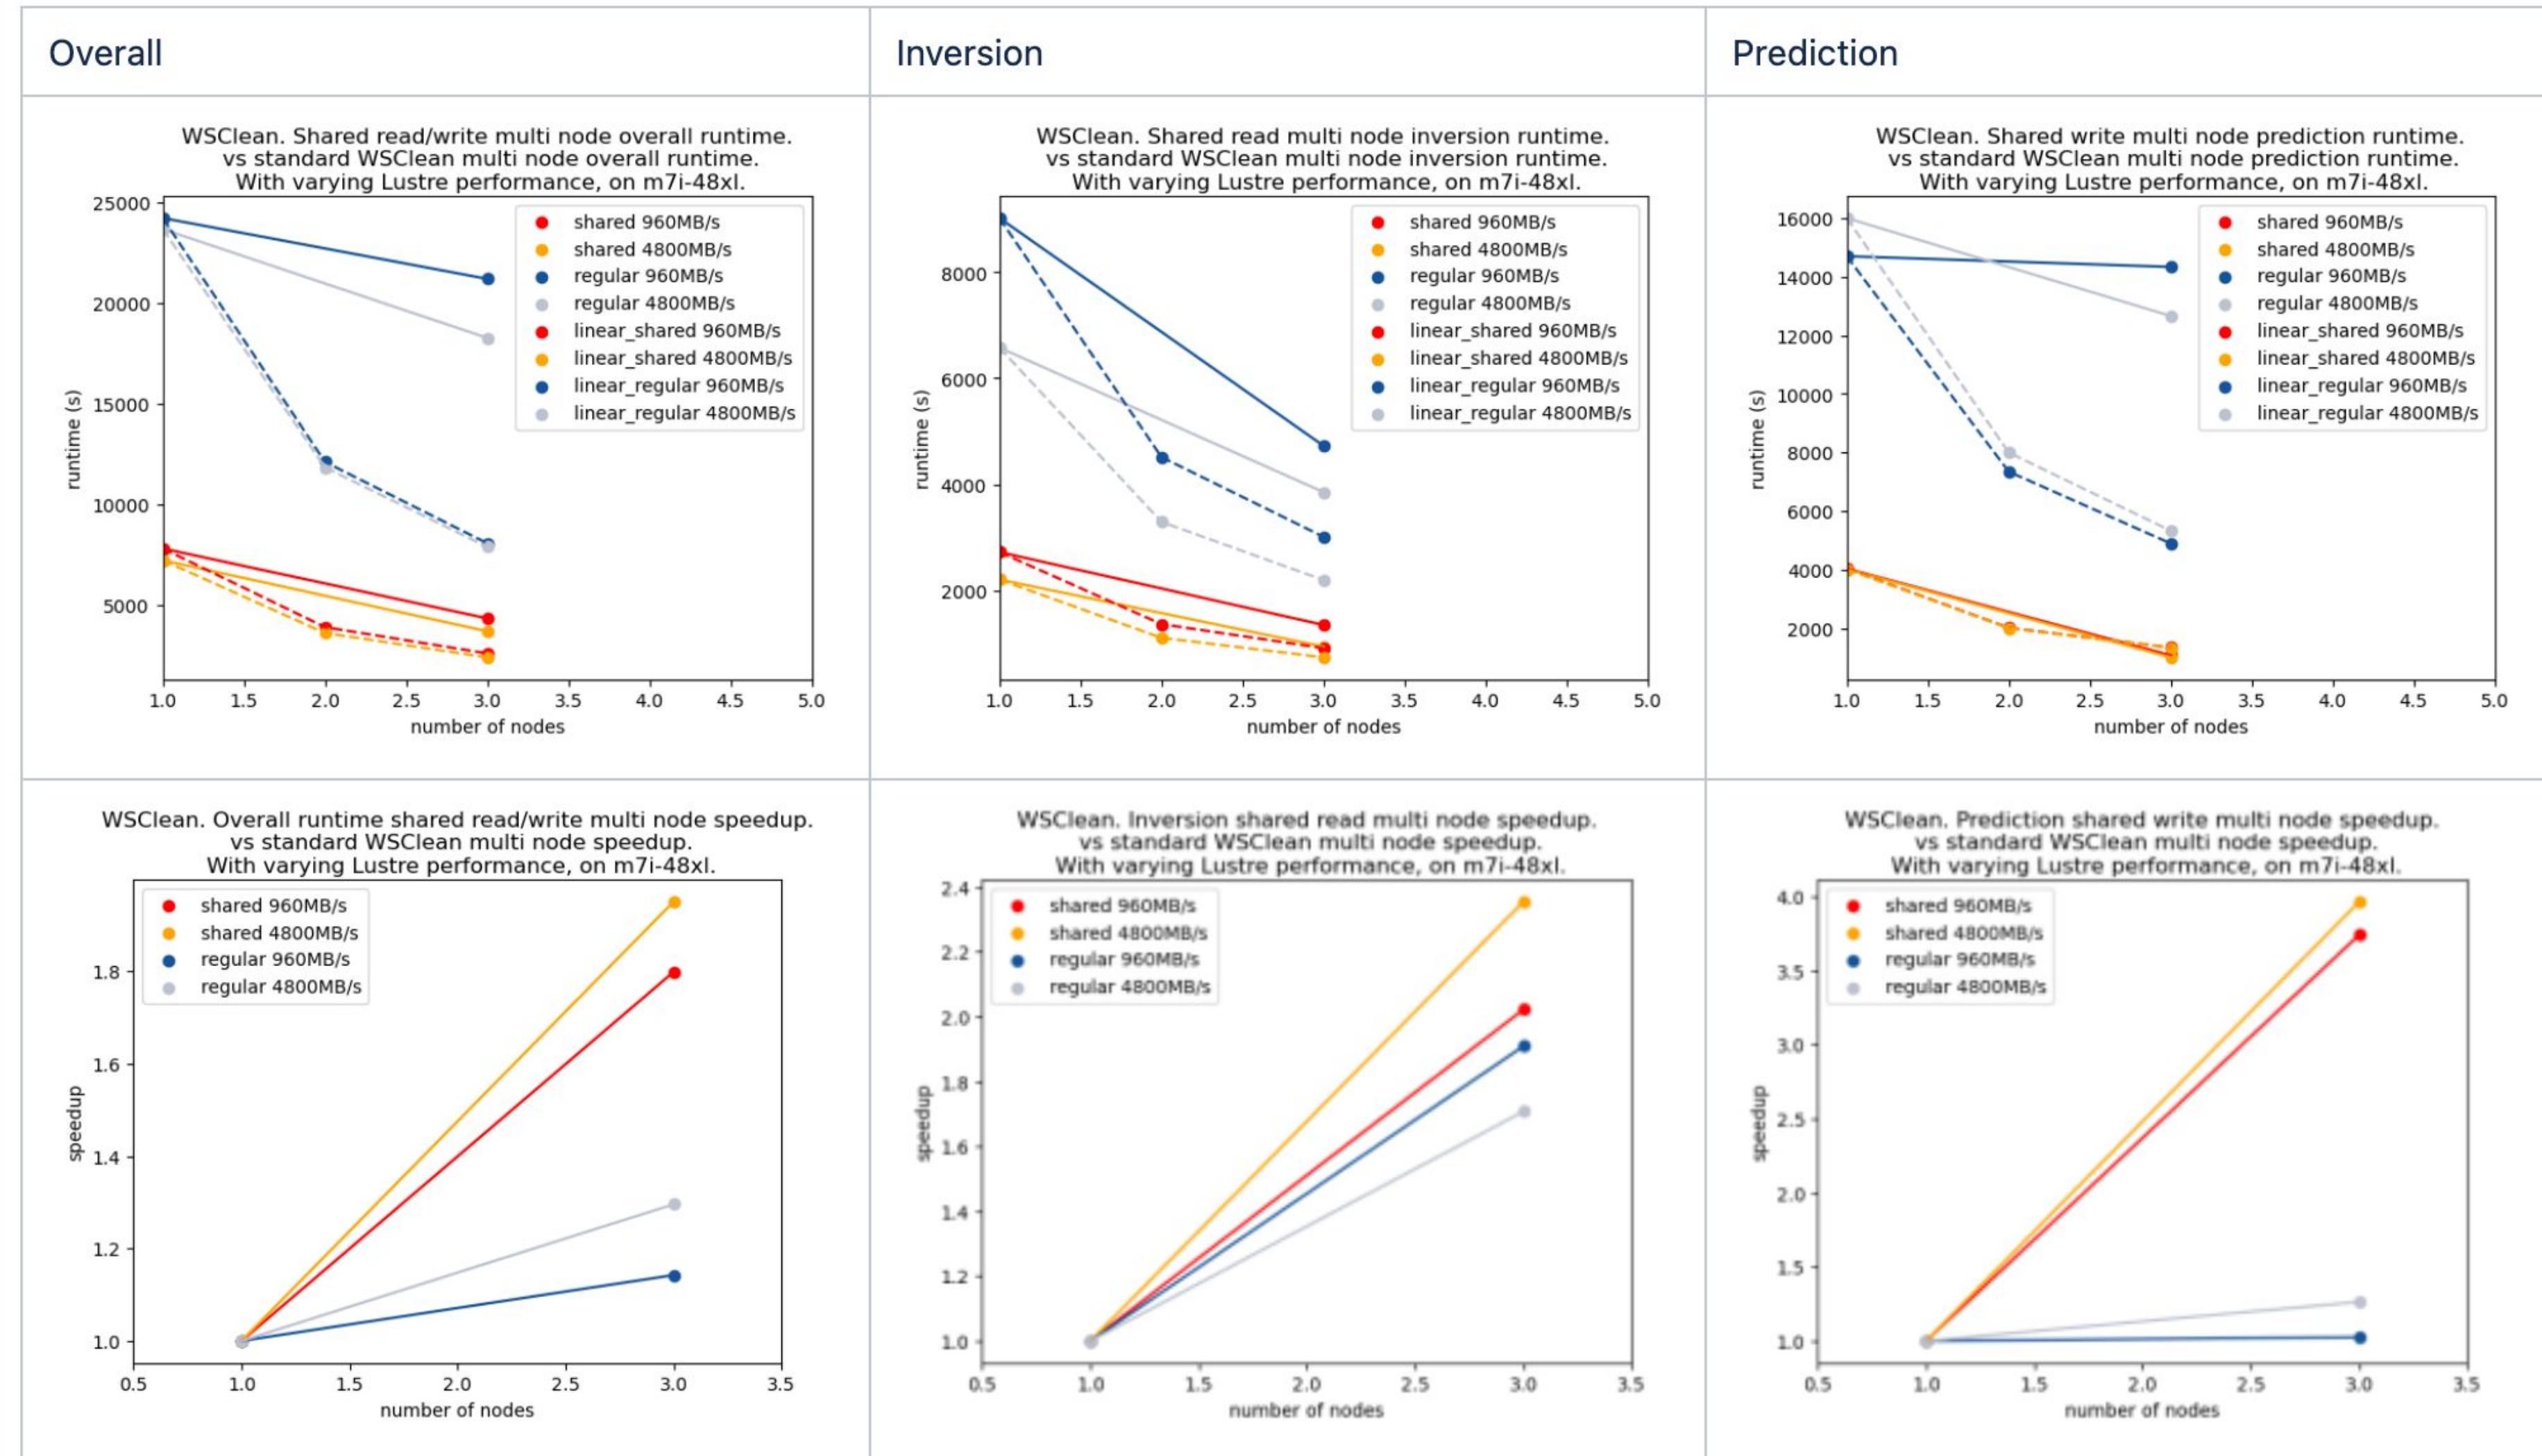 Overall
Inversion
Prediction
WSClean. Shared read/write multi node overall runtime.
vs standard WSClean multi node overall runtime.
With varying Lustre performance, on m7i-48xl.
25000
20000
15000
10000
5000
runtime (s)
shared 960MB/s
shared 4800MB/s
regular 960MB/s
regular 4800MB/s
linear_shared 960MB/s
linear_shared 4800MB/s
linear_regular 960MB/s
linear_regular 4800MB/s
1.0 1.5 2.0 2.5 3.0 3.5 4.0 4.5 5.0
number of nodes
WSClean. Shared read multi node inversion runtime.
vs standard WSClean multi node inversion runtime.
With varying Lustre performance, on m7i-48xl.
8000
6000
4000
2000
runtime (s)
shared 960MB/s
shared 4800MB/s
regular 960MB/s
regular 4800MB/s
linear_shared 960MB/s
linear_shared 4800MB/s
linear_regular 960MB/s
linear_regular 4800MB/s
1.0 1.5 2.0 2.5 3.0 3.5 4.0 4.5 5.0
number of nodes
WSClean. Shared write multi node prediction runtime.
vs standard WSClean multi node prediction runtime.
With varying Lustre performance, on m7i-48xl.
16000
14000
12000
10000
8000
6000
4000
2000
runtime (s)
shared 960MB/s
shared 4800MB/s
regular 960MB/s
regular 4800MB/s
linear_shared 960MB/s
linear_shared 4800MB/s
linear_regular 960MB/s
linear_regular 4800MB/s
1.0 1.5 2.0 2.5 3.0 3.5 4.0 4.5 5.0
number of nodes
WSClean. Overall runtime shared read/write multi node speedup.
vs standard WSClean multi node speedup.
With varying Lustre performance, on m7i-48xl.
shared 960MB/s
shared 4800MB/s
regular 960MB/s
regular 4800MB/s
1.8
1.6
1.4
1.2
1.0
speedup
0.5 1.0 1.5 2.0 2.5 3.0 3.5
number of nodes
WSClean. Inversion shared read multi node speedup.
vs standard WSClean multi node speedup.
With varying Lustre performance, on m7i-48xl.
shared 960MB/s
shared 4800MB/s
regular 960MB/s
regular 4800MB/s
2.4
2.2
2.0
1.8
1.6
1.4
1.2
1.0
speedup
0.5 1.0 1.5 2.0 2.5 3.0 3.5
number of nodes
WSClean. Prediction shared write multi node speedup.
vs standard WSClean multi node speedup.
With varying Lustre performance, on m7i-48xl.
shared 960MB/s
shared 4800MB/s
regular 960MB/s
regular 4800MB/s
4.0
3.5
3.0
2.5
2.0
1.5
1.0
speedup
0.5 1.0 1.5 2.0 2.5 3.0 3.5
number of nodes